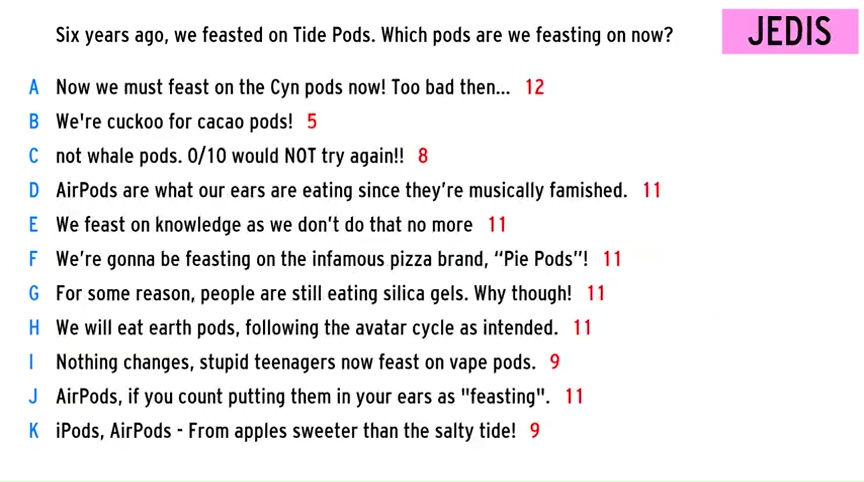 Six years ago, we feasted on Tide Pods. Which pods are we feasting on now?
JEDIS
A Now we must feast on the Cyn pods now! Too bad then... 12
B We're cuckoo for cacao pods! 5
C not whale pods. 0/10 would NOT try again!! 8
D AirPods are what our ears are eating since they’re musically famished. 11
E We feast on knowledge as we don’t do that no more 11
F We’re gonna be feasting on the infamous pizza brand, “Pie Pods”! 11
G For some reason, people are still eating silica gels. Why though! 11
H We will eat earth pods, following the avatar cycle as intended. 11
I Nothing changes, stupid teenagers now feast on vape pods. 9
J AirPods, if you count putting them in your ears as "feasting". 11
K iPods, AirPods - From apples sweeter than the salty tide! 9